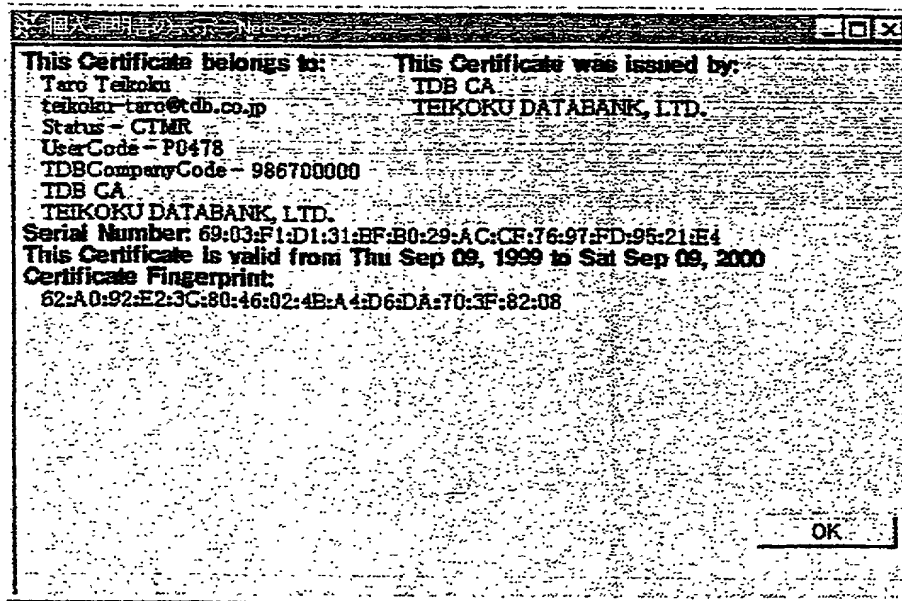 This Certificate belongs to:
Taro Teikoku
teikoku-taro@tdb.co.jp
Status - CTMR
UserCode - P0478
TDBCompanyCode - 986700000
TDB CA
TEIKOKU DATABANK, LTD.
This Certificate was issued by:
TDB CA
TEIKOKU DATABANK, LTD.
Serial Number: 69:03:F1:D1:31:BF:B0:29:AC:CF:76:97:FD:95:21:E4
This Certificate is valid from Thu Sep 09, 1999 to Sat Sep 09, 2000
Certificate Fingerprint:
62:A0:92:E2:3C:80:46:02:4B:A4:D6:DA:70:3F:82:08
OK